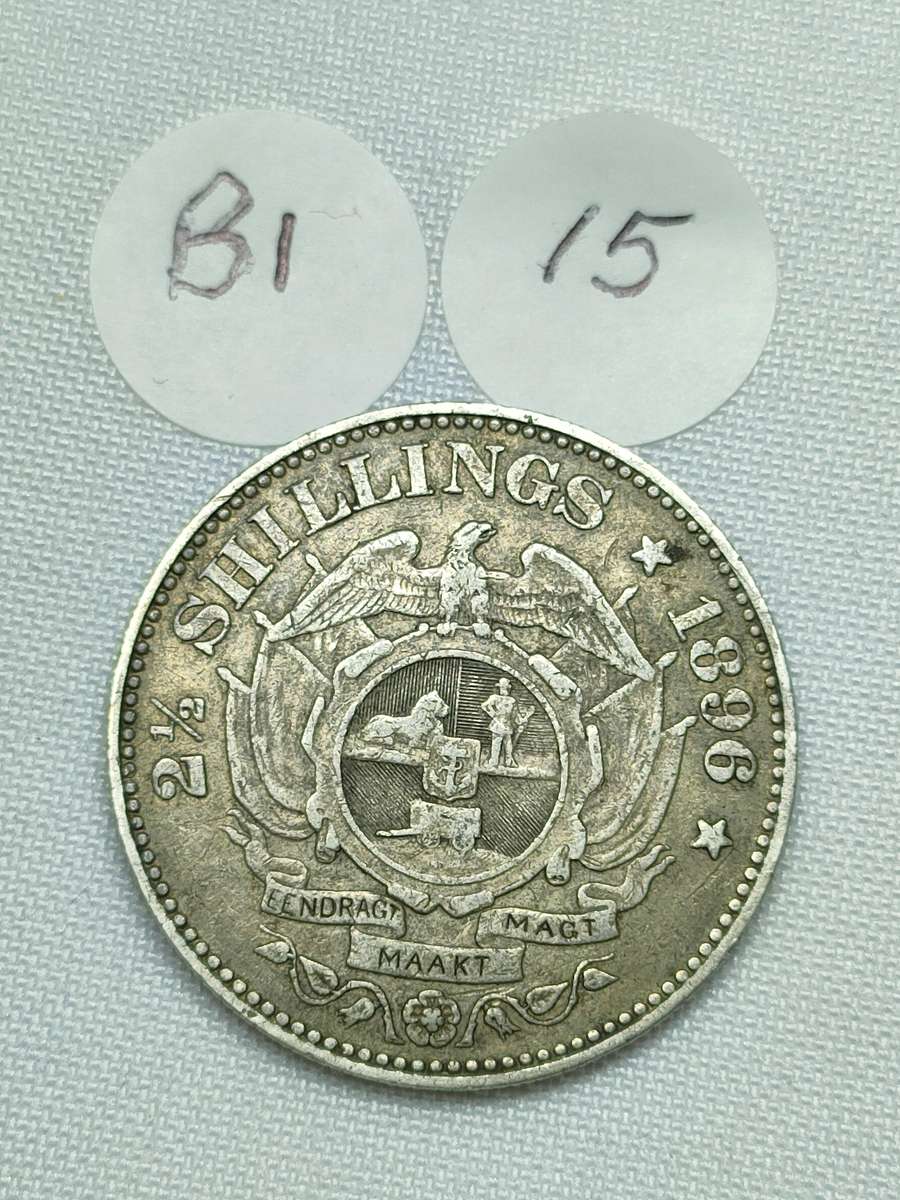 B1
15
2½ SHILLINGS ★ 1896 ★
EENDRAGT MAAKT MAGT